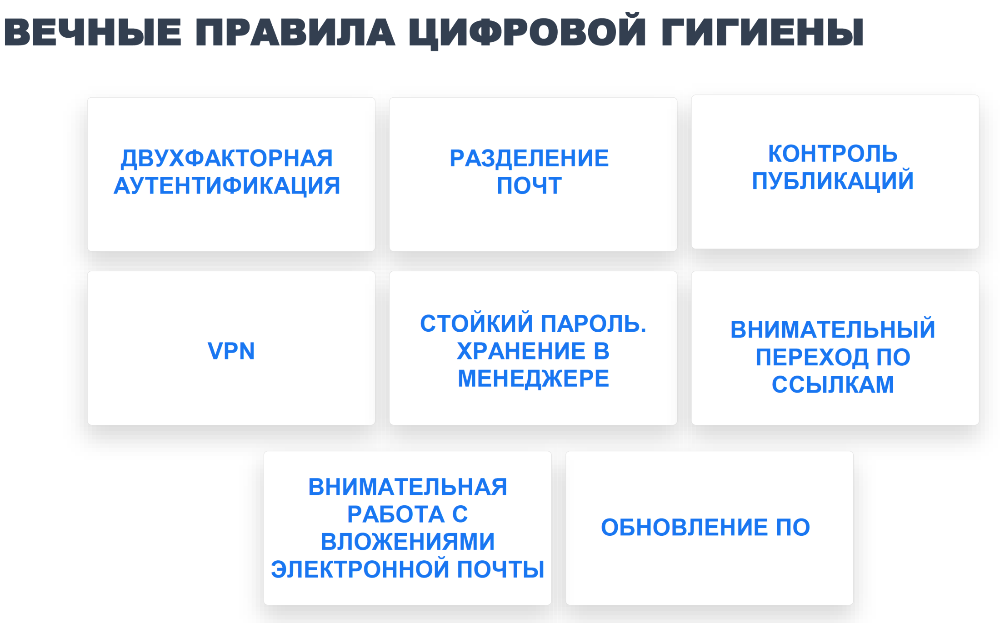 ВЕЧНЫЕ ПРАВИЛА ЦИФРОВОЙ ГИГИЕНЫ
ДВУХФАКТОРНАЯ
АУТЕНТИФИКАЦИЯ
РАЗДЕЛЕНИЕ
ПОЧТ
КОНТРОЛЬ
ПУБЛИКАЦИЙ
VPN
СТОЙКИЙ ПАРОЛЬ.
ХРАНЕНИЕ В
МЕНЕДЖЕРЕ
ВНИМАТЕЛЬНЫЙ
ПЕРЕХОД ПО
ССЫЛКАМ
ВНИМАТЕЛЬНАЯ
РАБОТА С
ВЛОЖЕНИЯМИ
ЭЛЕКТРОННОЙ ПОЧТЫ
ОБНОВЛЕНИЕ ПО